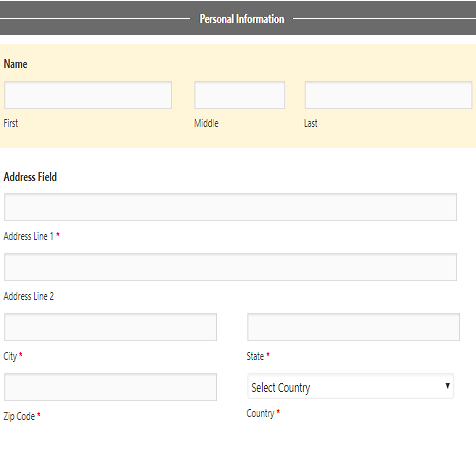 Personal Information
Name
First Middle Last
Address Field
Address Line 1 *
Address Line 2
City * State *
Select Country
Zip Code * Country *